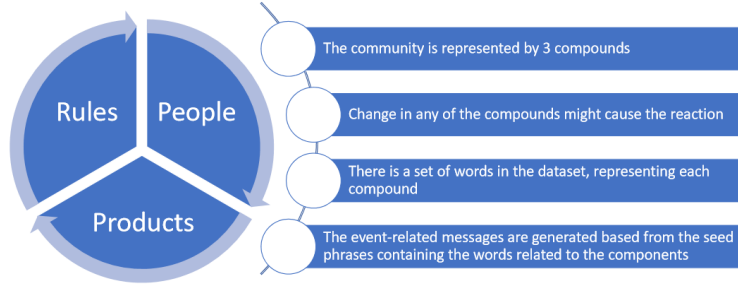 Rules
People
Products
The community is represented by 3 compounds
Change in any of the compounds might cause the reaction
There is a set of words in the dataset, representing each
compound
The event-related messages are generated based from the seed
phrases containing the words related to the components